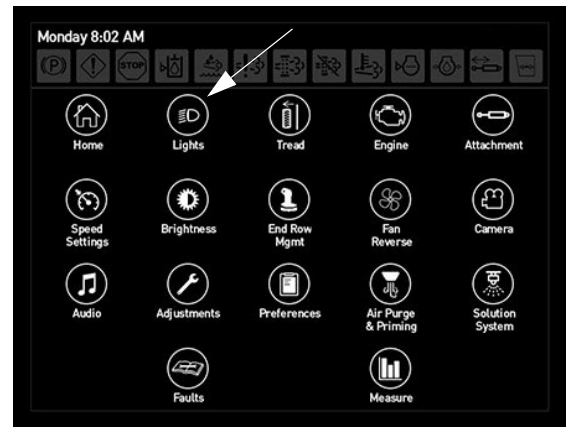 Monday 8:02 AM
(P)
STOP
Home
Lights
Tread
Engine
Attachment
Speed
Settings
Brightness
End Row
Mgmt
Fan
Reverse
Camera
Audio
Adjustments
Preferences
Air Purge
& Priming
Solution
System
Faults
Measure